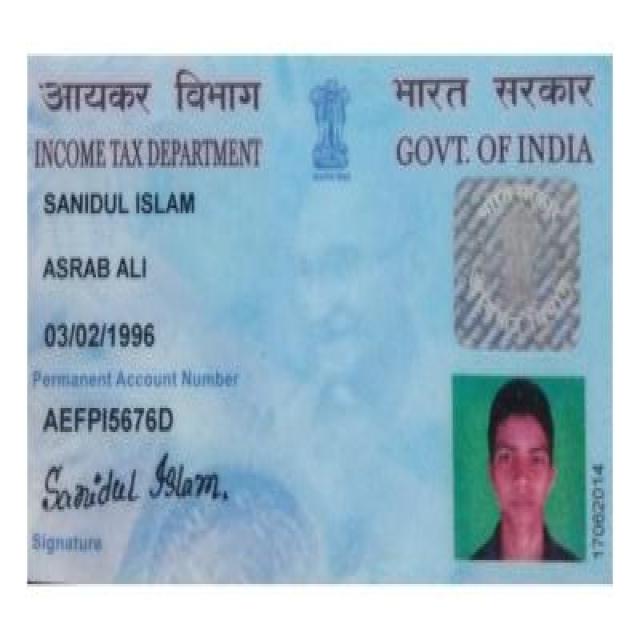 आयकर विभाग
INCOME TAX DEPARTMENT
भारत सरकार
GOVT. OF INDIA
SANIDUL ISLAM
ASRAB ALI
03/02/1996
Permanent Account Number
AEFPI5676D
Sanidul Islam.
Signature
17062014